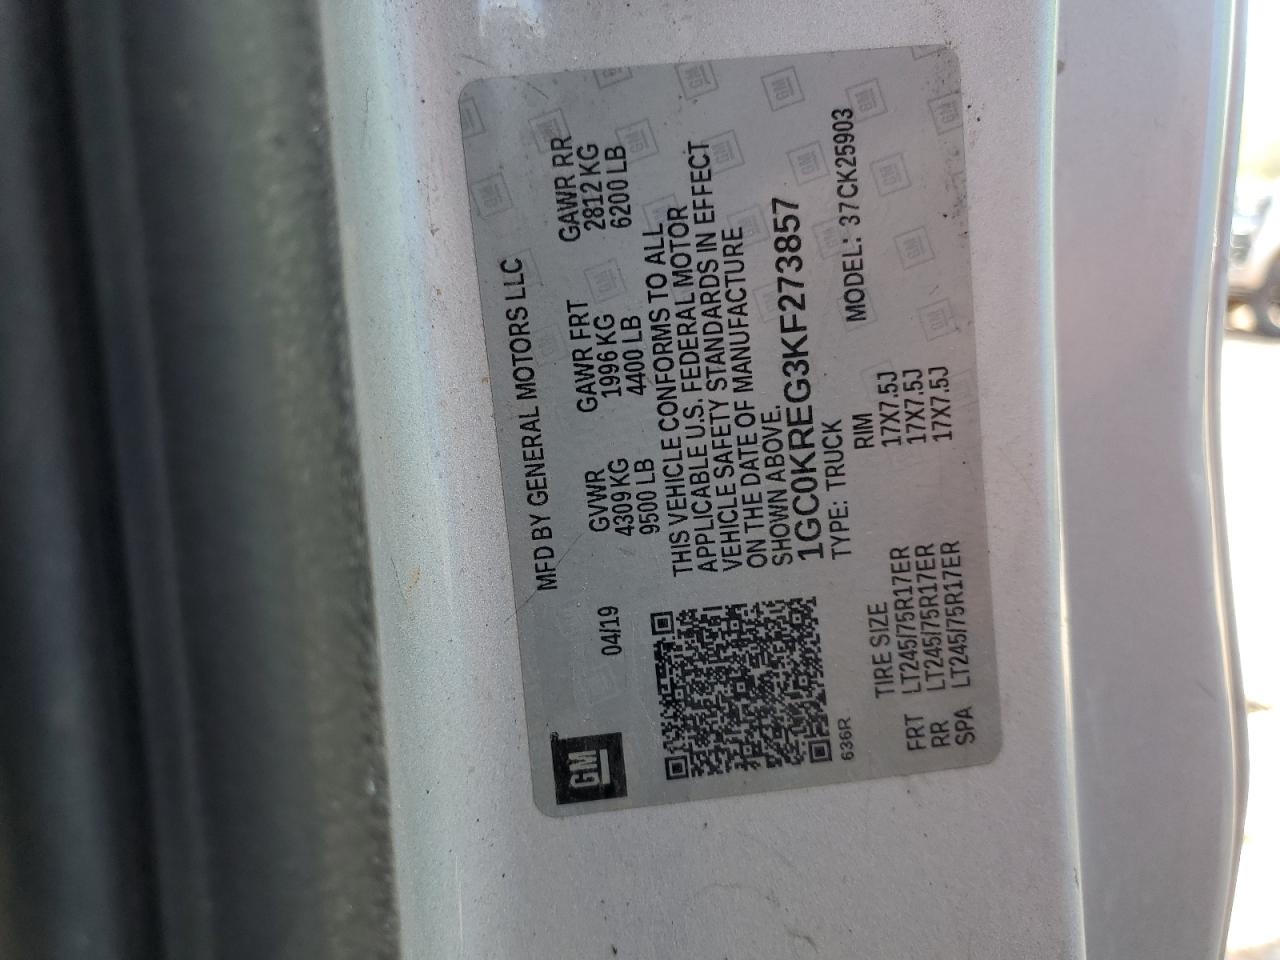 GM
MFD BY GENERAL MOTORS LLC
04/19 GVWR GAWR FRT GAWR RR
4309 KG 1996 KG 2812 KG
9500 LB 4400 LB 6200 LB
THIS VEHICLE CONFORMS TO ALL
APPLICABLE U.S. FEDERAL MOTOR
VEHICLE SAFETY STANDARDS IN EFFECT
ON THE DATE OF MANUFACTURE
SHOWN ABOVE.
1GC0KREG3KF273857
636R TYPE: TRUCK MODEL: 37CK25903
TIRE SIZE RIM
FRT LT245/75R17ER 17X7.5J
RR LT245/75R17ER 17X7.5J
SPA LT245/75R17ER 17X7.5J